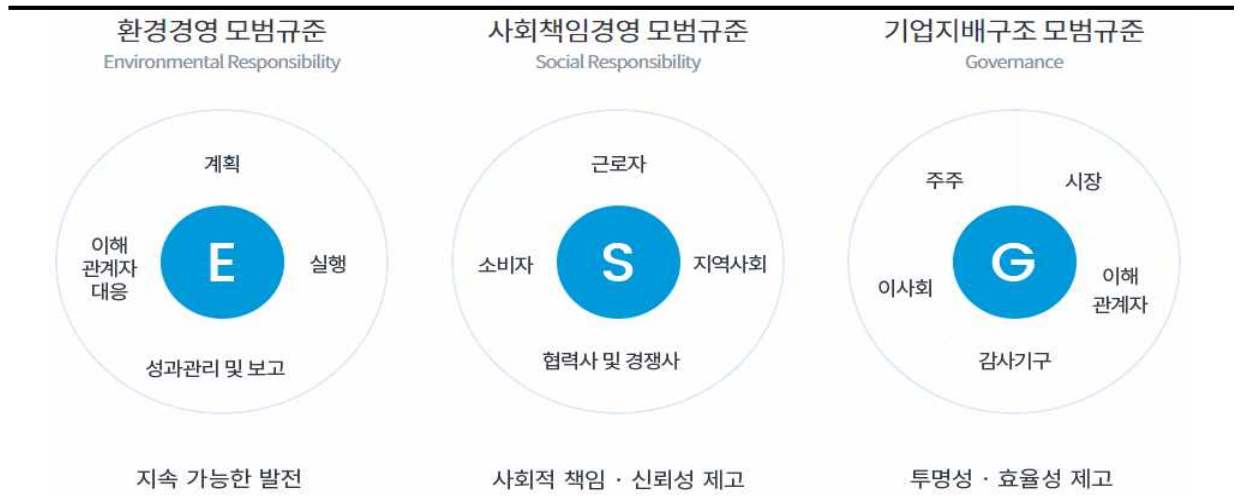 환경경영 모범규준
Environmental Responsibility
계획
이해
관계자
대응
E
실행
성과관리 및 보고
지속 가능한 발전
사회책임경영 모범규준
Social Responsibility
근로자
소비자
S
지역사회
협력사 및 경쟁사
사회적 책임 · 신뢰성 제고
기업지배구조 모범규준
Governance
주주
시장
이사회
G
이해
관계자
감사기구
투명성 · 효율성 제고